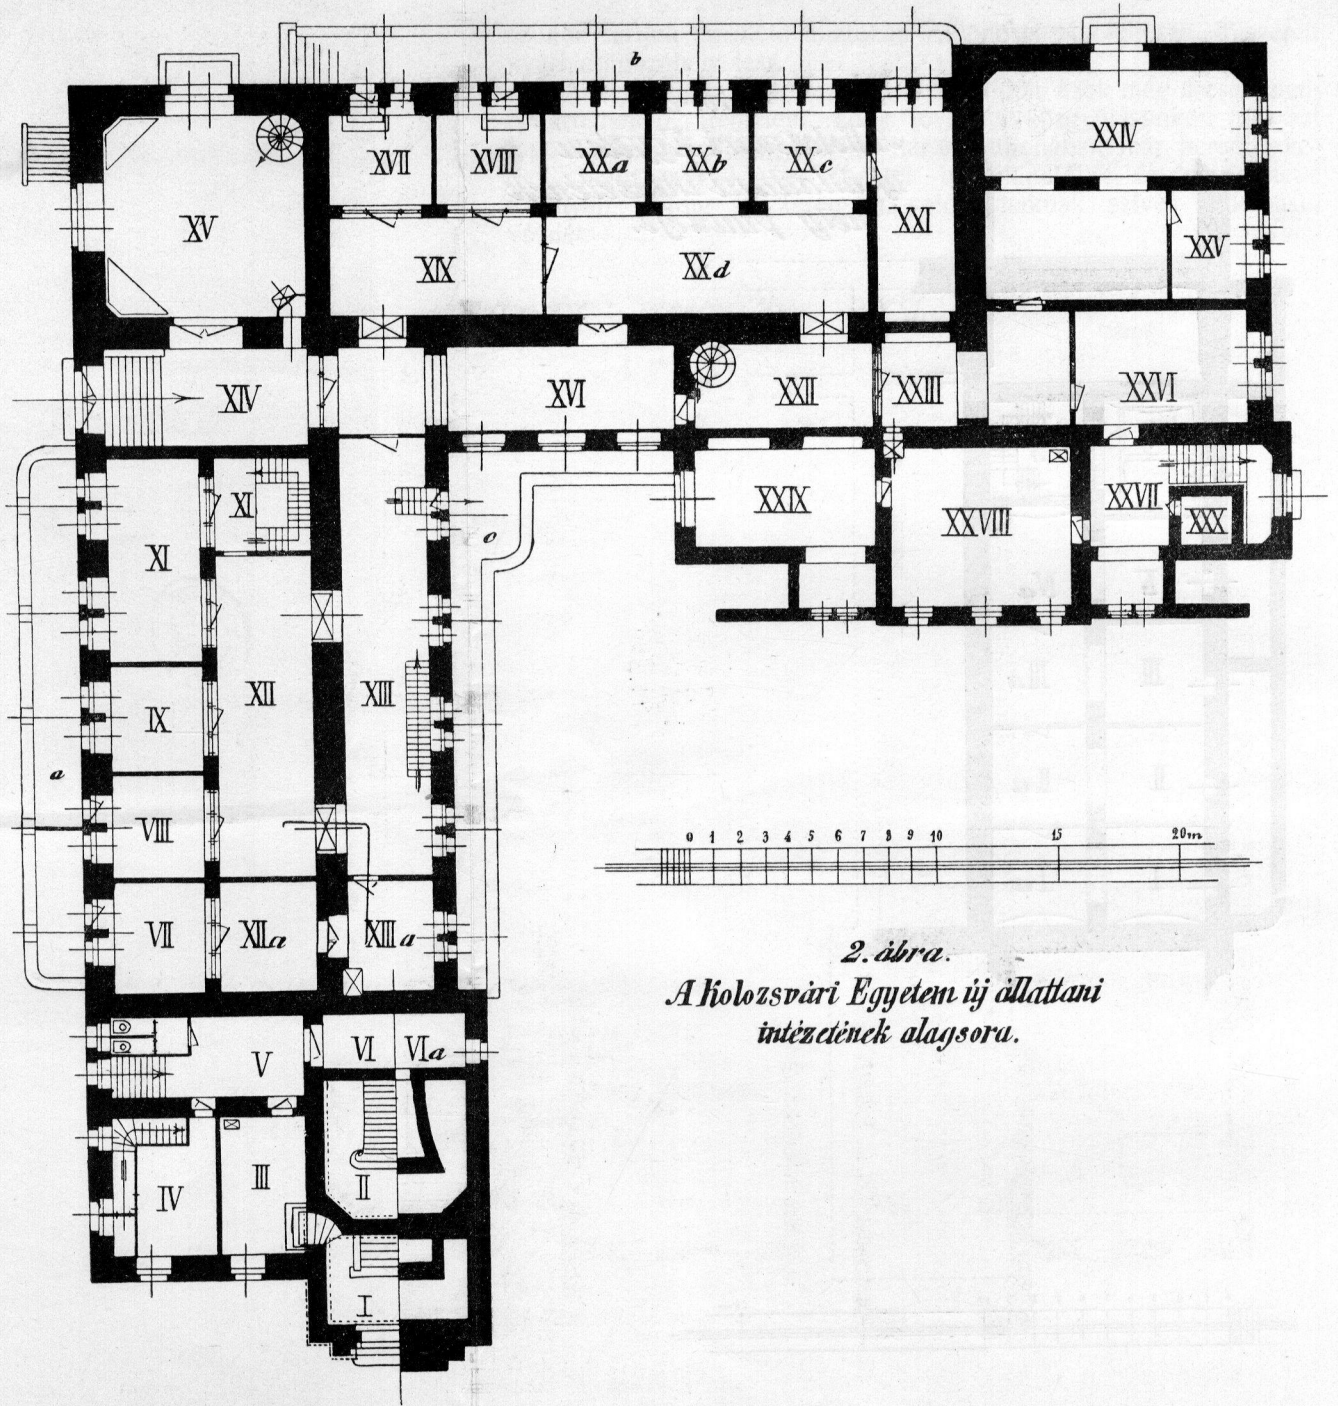 b
XXIV
XVII XVIII XXa XXb XXc
XV XXI XXV
XIX XXd
XIV XVI XXII XXIII XXVI
XI XXIX XXVIII XXVII XXX
c
XI
XII XIII
IX
a
VIII
0 1 2 3 4 5 6 7 8 9 10 15 20m
VII XIIa XIIIa
2. ábra.
A Kolozsvári Egyetem új állattani
intézetének alagsora.
V VI VIa
IV III II
I